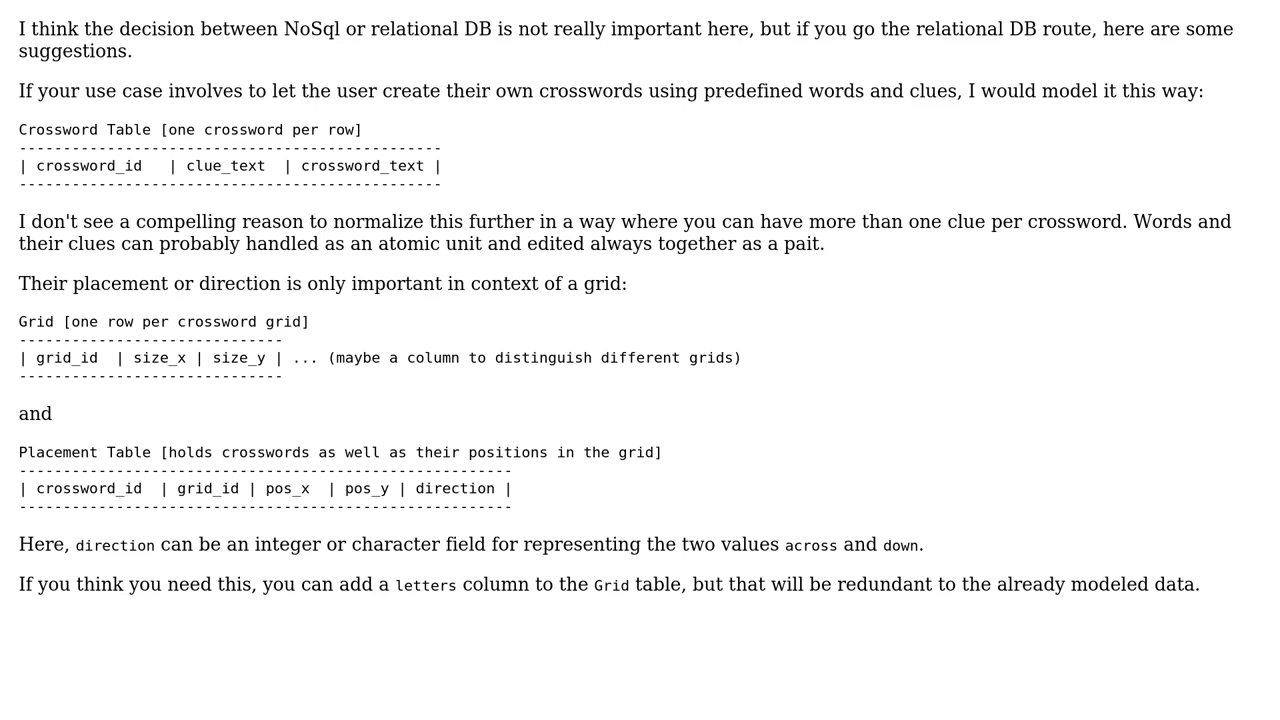 I think the decision between NoSql or relational DB is not really important here, but if you go the relational DB route, here are some
suggestions.
If your use case involves to let the user create their own crosswords using predefined words and clues, I would model it this way:
Crossword Table [one crossword per row]
------------------------------------------------
| crossword_id   | clue_text  | crossword_text |
------------------------------------------------
I don't see a compelling reason to normalize this further in a way where you can have more than one clue per crossword. Words and
their clues can probably handled as an atomic unit and edited always together as a pait.
Their placement or direction is only important in context of a grid:
Grid [one row per crossword grid]
------------------------------
| grid_id  | size_x | size_y | ... (maybe a column to distinguish different grids)
------------------------------
and
Placement Table [holds crosswords as well as their positions in the grid]
--------------------------------------------------------
| crossword_id  | grid_id | pos_x  | pos_y | direction |
--------------------------------------------------------
Here, direction can be an integer or character field for representing the two values across and down.
If you think you need this, you can add a letters column to the Grid table, but that will be redundant to the already modeled data.